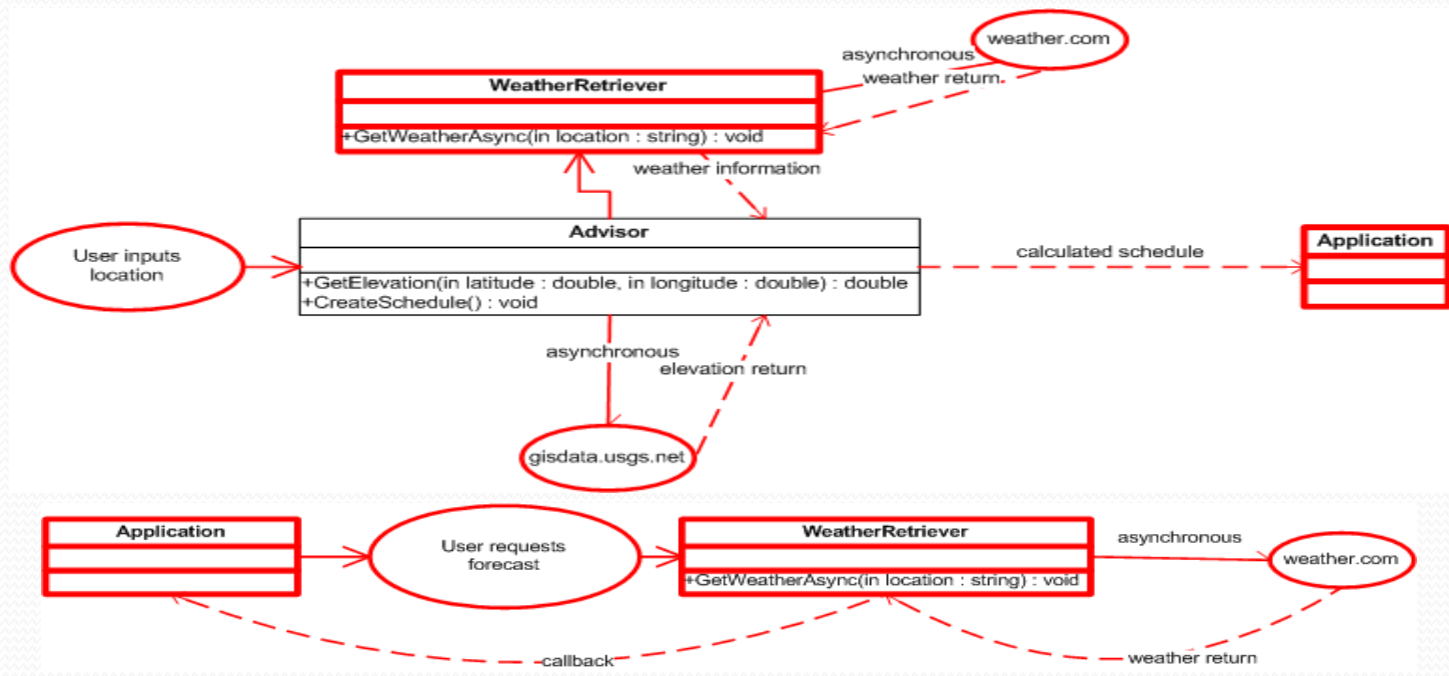 weather.com
asynchronous
weather return
WeatherRetriever
+GetWeatherAsync(in location : string) : void
weather information
User inputs
location
Advisor
+GetElevation(in latitude : double, in longitude : double) : double
+CreateSchedule() : void
calculated schedule
Application
asynchronous
elevation return
gisdata.usgs.net
Application
User requests
forecast
WeatherRetriever
+GetWeatherAsync(in location : string) : void
asynchronous
weather.com
callback
weather return